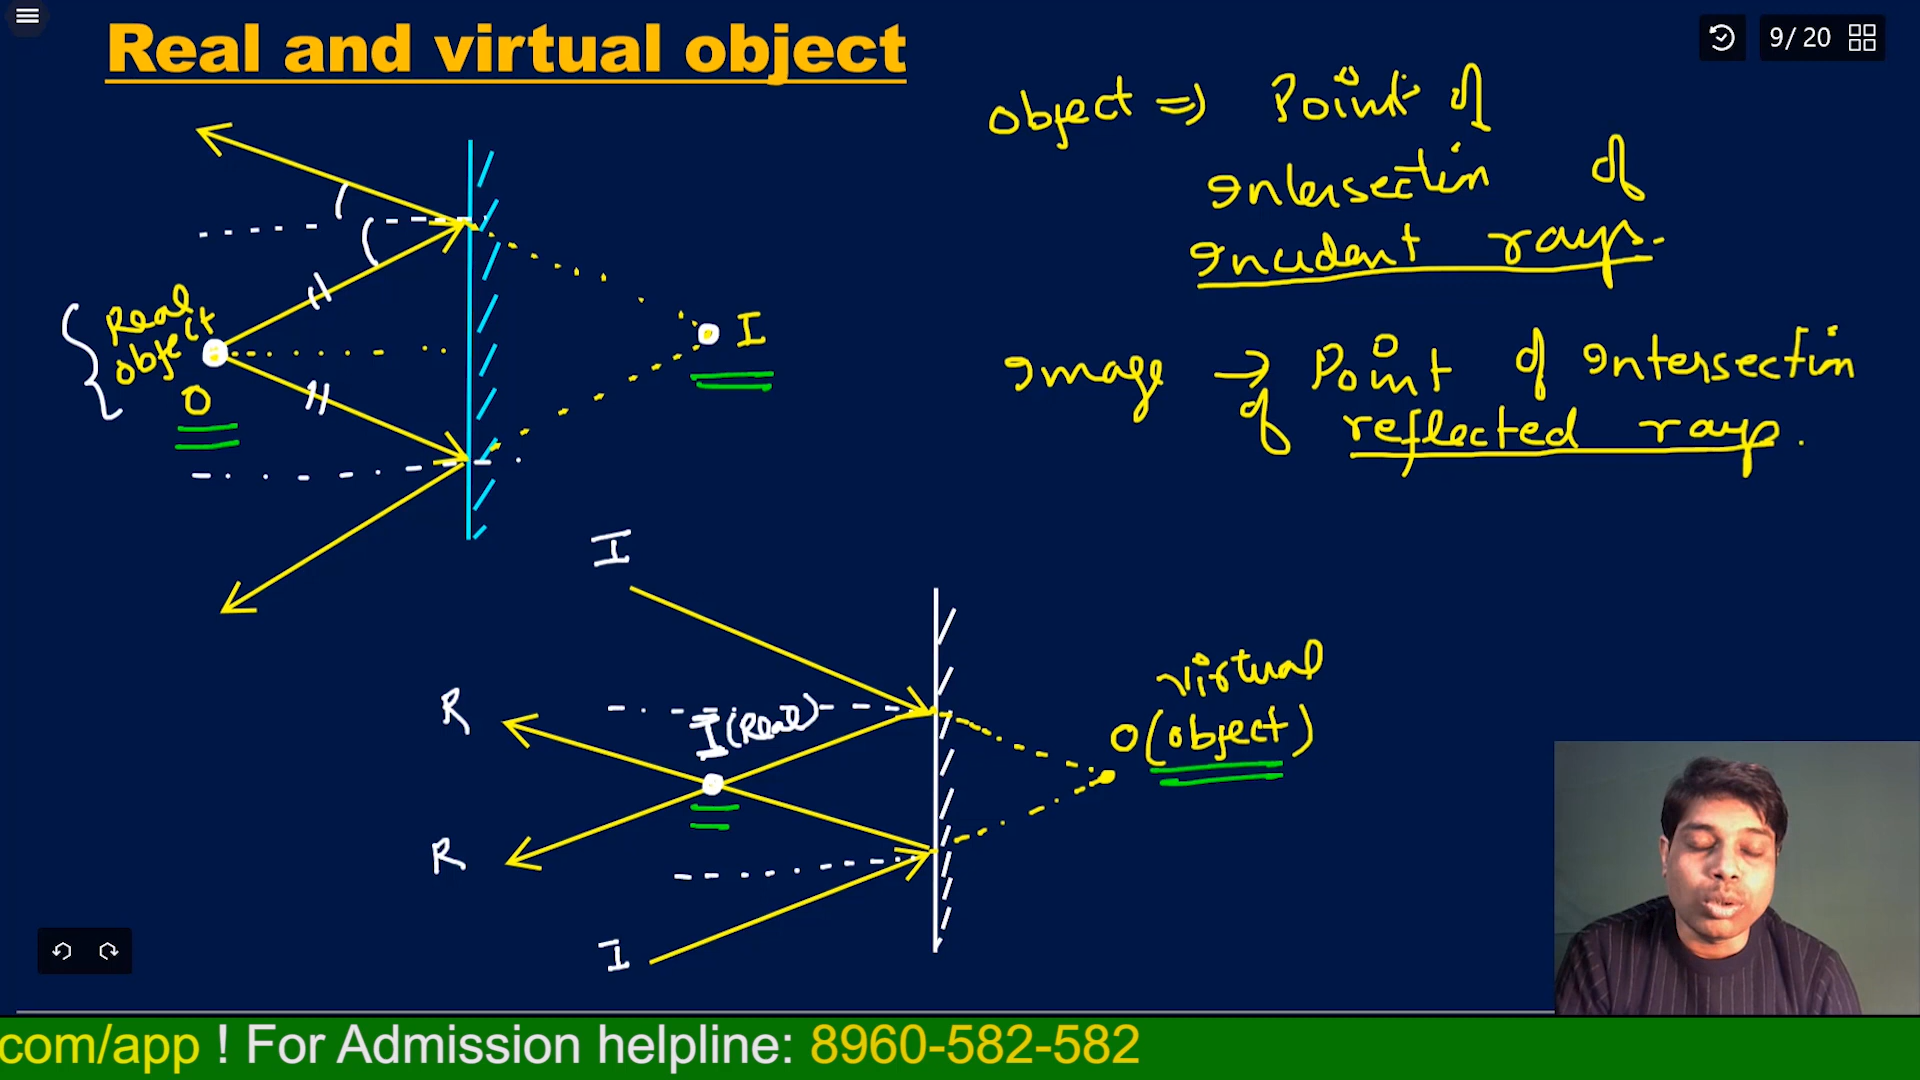 Real and virtual object
9/ 20
object ⇒ Point of
Intersection of
Incident rays.
Image → Point of Intersection
of reflected rays.
Real
object
O
I
I
R
I (Real)
R
I
virtual
O (object)
com/app ! For Admission helpline: 8960-582-582